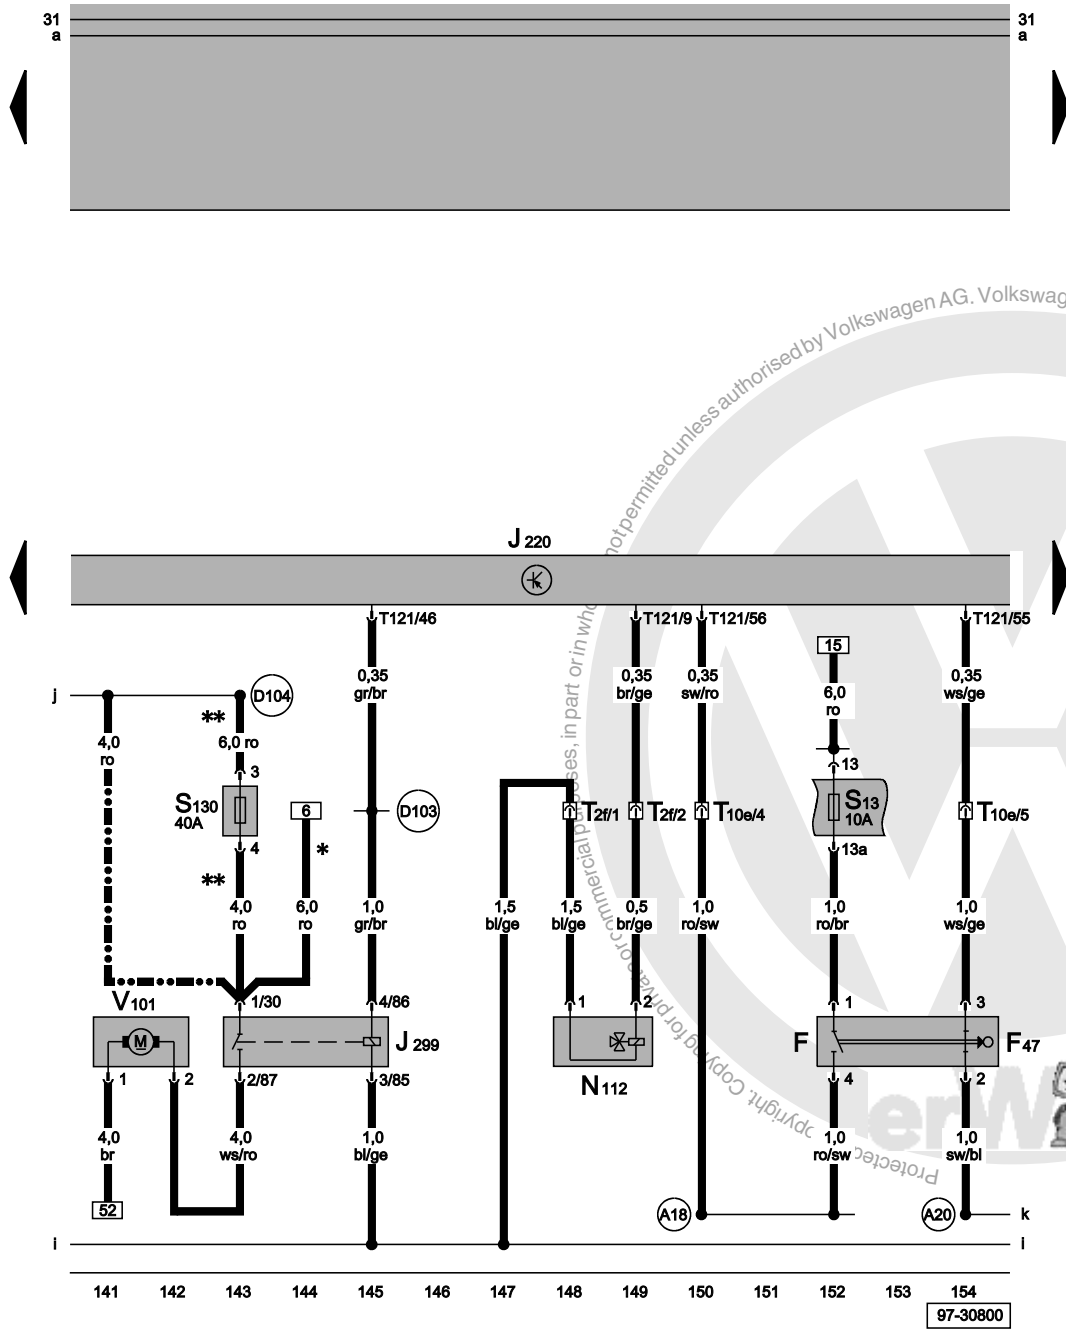 31 31
a a
Protected by copyright. Copying for private or commercial purposes, in part or in whole, is not permitted unless authorised by Volkswagen AG. Volkswag
J 220
T121/46 T121/9 T121/56 T121/55
15
0,35 gr/br
0,35 br/ge
0,35 sw/ro
6,0 ro
0,35 ws/ge
j D104
**
4,0 ro
6,0 ro
3
13
S130 40A
6
D103
T2f/1 T2f/2 T10e/4
S13 10A
T10e/5
4
*
13a
**
4,0 ro
6,0 ro
1,0 gr/br
1,5 bl/ge
1,5 bl/ge
0,5 br/ge
1,0 ro/sw
1,0 ro/br
1,0 ws/ge
V101 1/30 4/86 1 2 1 3
M J 299 F F47
N112
1 2 2/87 3/85 4 2
erWi
4,0 br
4,0 ws/ro
1,0 bl/ge
1,0 ro/sw
1,0 sw/bl
52
A18 A20 k
i i
141 142 143 144 145 146 147 148 149 150 151 152 153 154
97-30800